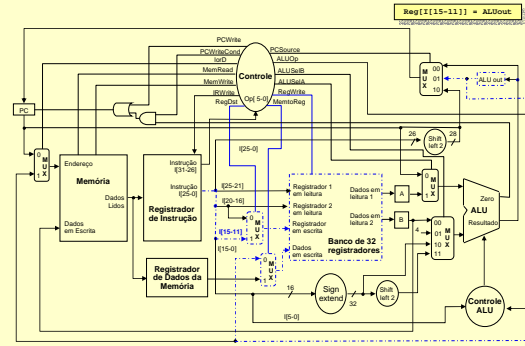 Reg[I[15-11]] = ALUout
PCWrite
PCWriteCond
IorD
MemRead
MemWrite
IRWrite
RegDst
Controle
Op[ 5-0]
PCSource
ALUOp
ALUSelB
ALUSelA
RegWrite
MemtoReg
M
U
X
00
01
10
ALU out
PC
26
Shift
left 2
28
I[25-0]
0
1
M
U
X
Endereço
Memória
Dados
Lidos
Dados
em Escrita
Instrução
I[31-26]
Instrução
I[25-0]
Registrador
de Instrução
Registrador
de Dados da
Memória
I[25-21]
I[20-16]
I[15-11]
I[15-0]
0
M
U
X
1
0
M
U
X
1
Registrador 1
em leitura
Registrador 2
em leitura
Registrador
em escrita
Dados
em escrita
Dados em
leitura 1
Dados em
leitura 2
Banco de 32
registradores
A
B
4
0
M
U
X
1
00
01
10
11
M
U
X
Zero
ALU
Resultado
16
Sign
extend
32
Shift
left 2
Controle
ALU
I[5-0]